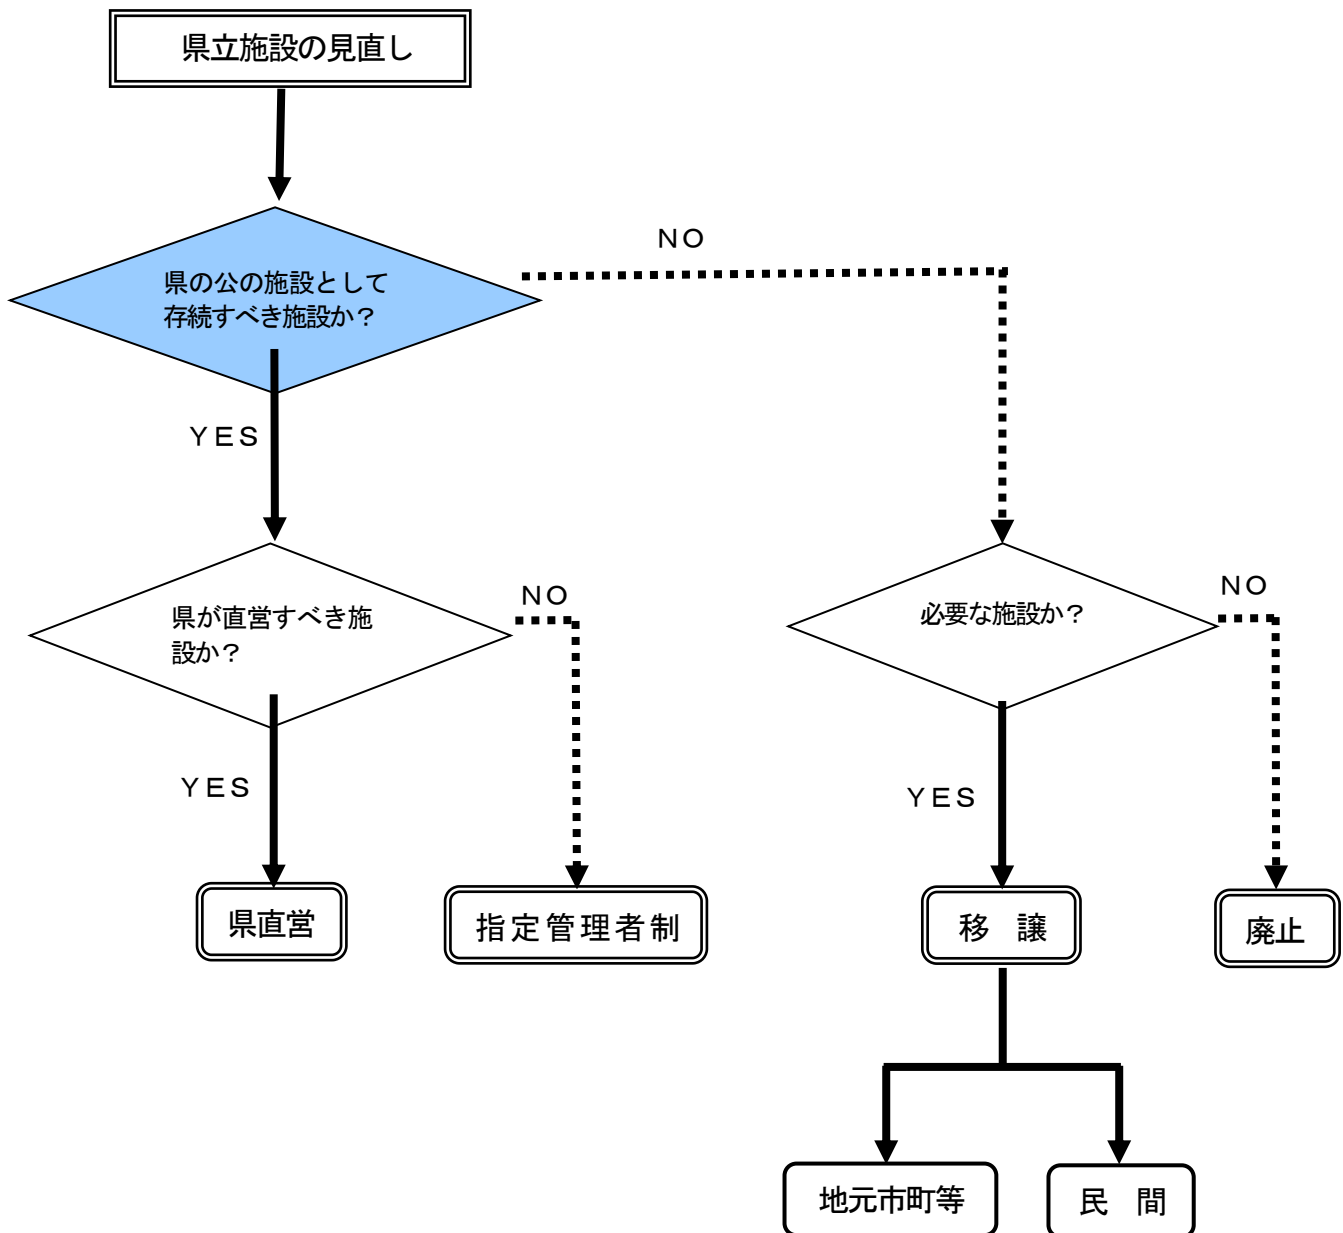 県立施設の見直し
NO
県の公の施設として
存続すべき施設か?
YES
NO
県が直営すべき施
設か?
NO
必要な施設か?
YES
YES
県直営
指定管理者制
移 譲
廃止
地元市町等
民 間